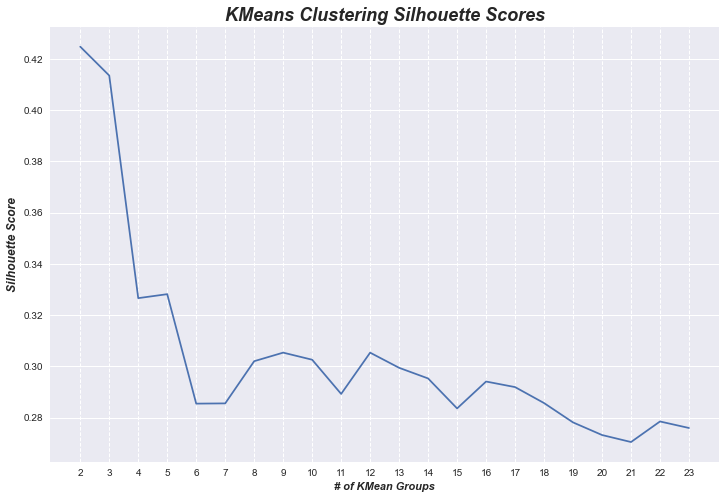 KMeans Clustering Silhouette Scores
0.42
0.40
0.38
0.36
0.34
0.32
0.30
0.28
Silhouette Score
2 3 4 5 6 7 8 9 10 11 12 13 14 15 16 17 18 19 20 21 22 23
# of KMean Groups